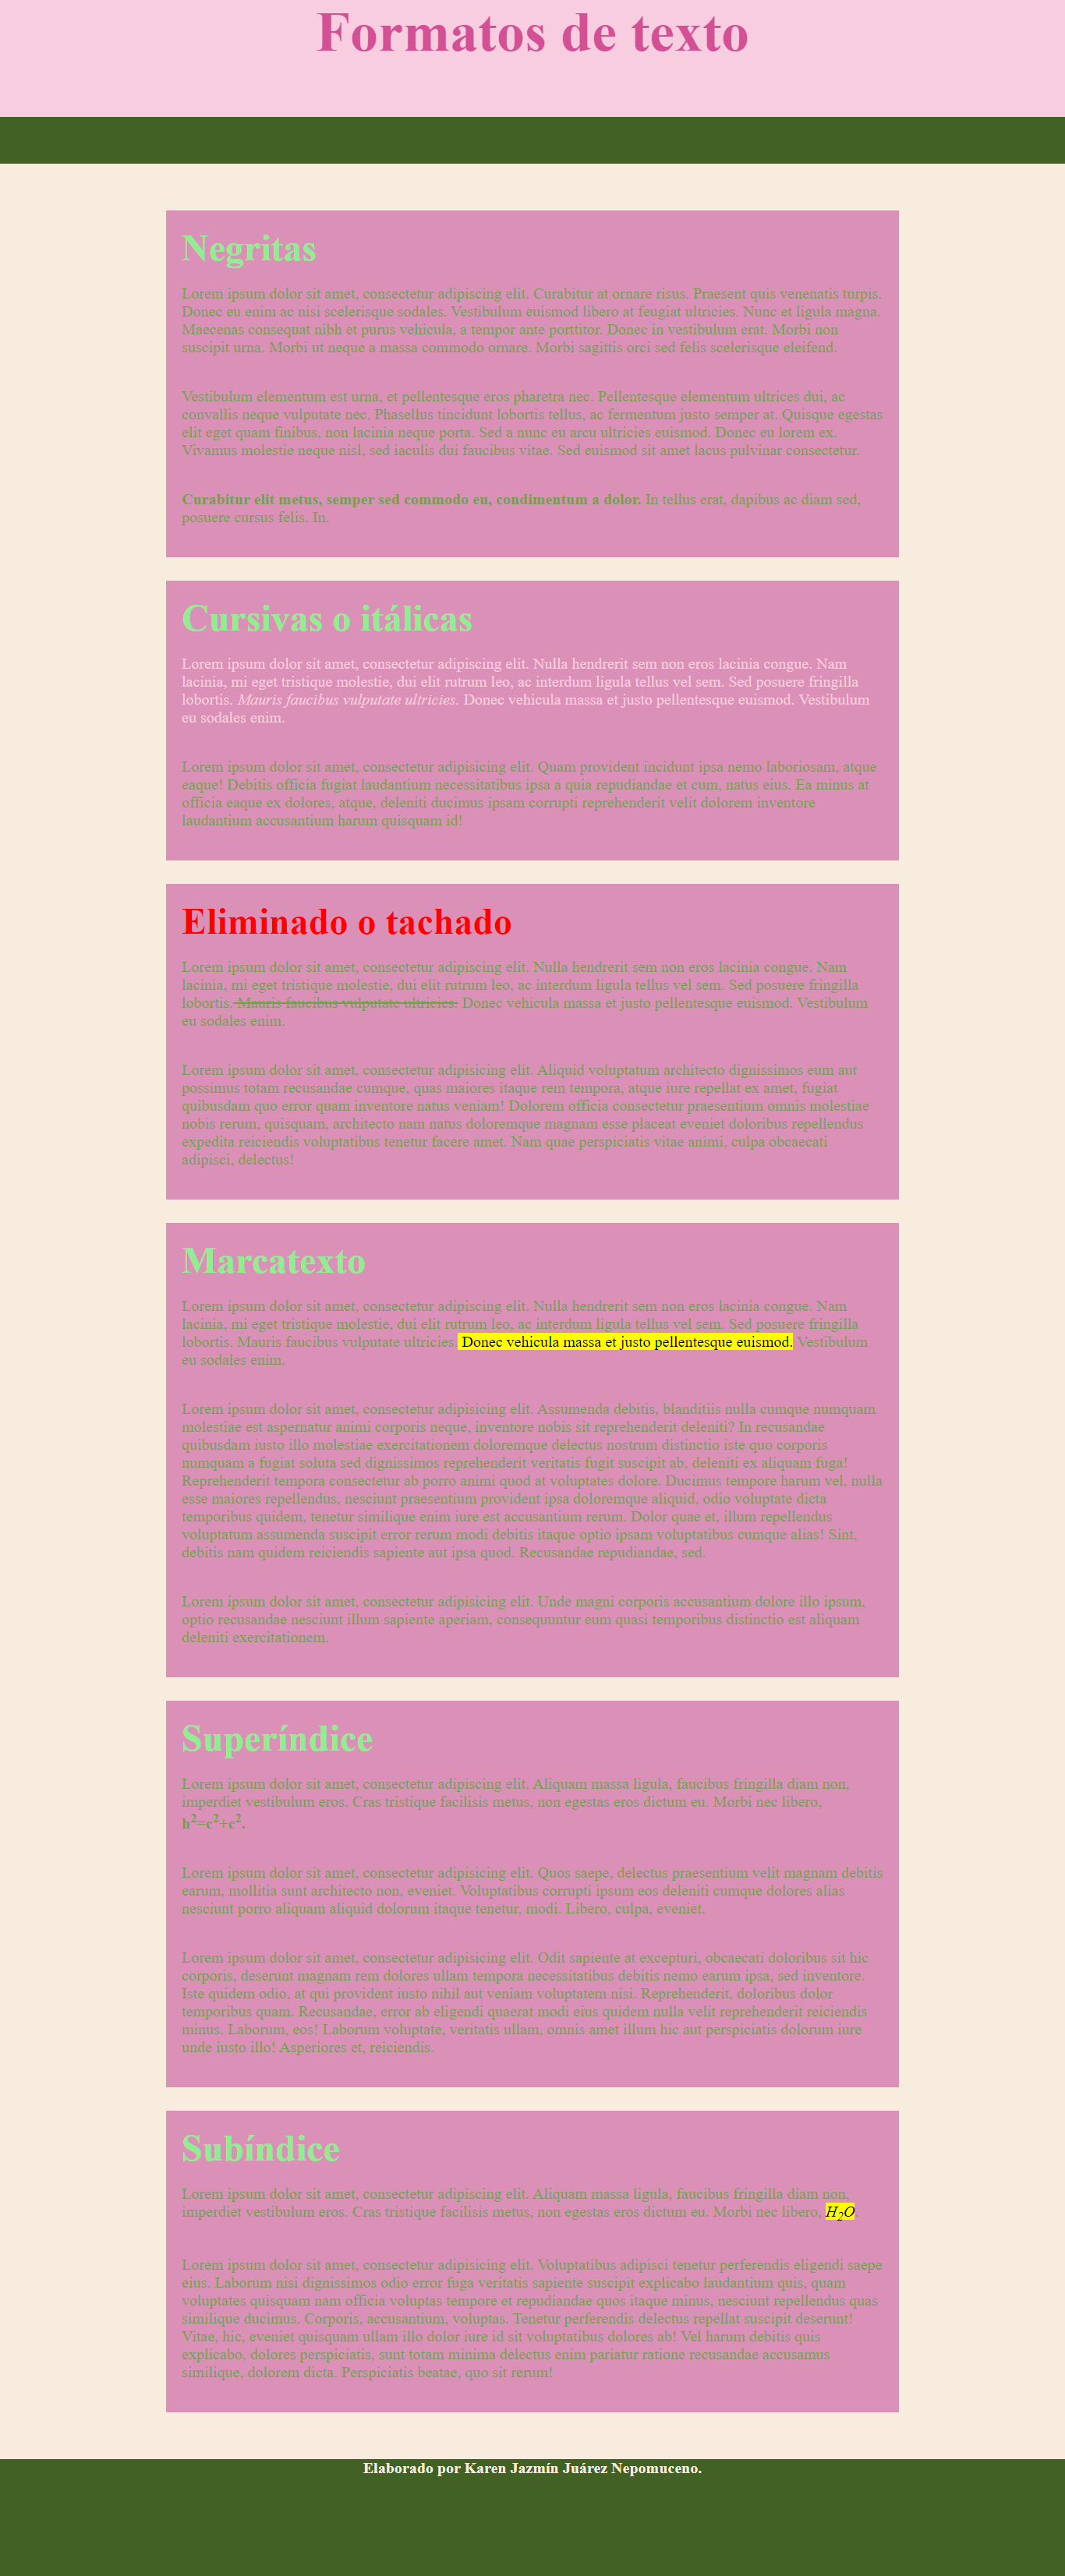 Formatos de texto
Negritas
Lorem ipsum dolor sit amet, consectetur adipiscing elit. Curabitur at ornare risus. Praesent quis venenatis turpis.
Donec eu enim ac nisi scelerisque sodales. Vestibulum euismod libero at feugiat ultricies. Nunc et ligula magna.
Maecenas consequat nibh et purus vehicula, a tempor ante porttitor. Donec in vestibulum erat. Morbi non
suscipit urna. Morbi ut neque a massa commodo ornare. Morbi sagittis orci sed felis scelerisque eleifend.
Vestibulum elementum est urna, et pellentesque eros pharetra nec. Pellentesque elementum ultrices dui, ac
convallis neque vulputate nec. Phasellus tincidunt lobortis tellus, ac fermentum justo semper at. Quisque egestas
elit eget quam finibus, non lacinia neque porta. Sed a nunc eu arcu ultricies euismod. Donec eu lorem ex.
Vivamus molestie neque nisl, sed iaculis dui faucibus vitae. Sed euismod sit amet lacus pulvinar consectetur.
Curabitur elit metus, semper sed commodo eu, condimentum a dolor. In tellus erat, dapibus ac diam sed,
posuere cursus felis. In.
Cursivas o itálicas
Lorem ipsum dolor sit amet, consectetur adipiscing elit. Nulla hendrerit sem non eros lacinia congue. Nam
lacinia, mi eget tristique molestie, dui elit rutrum leo, ac interdum ligula tellus vel sem. Sed posuere fringilla
lobortis. Mauris faucibus vulputate ultricies. Donec vehicula massa et justo pellentesque euismod. Vestibulum
eu sodales enim.
Lorem ipsum dolor sit amet, consectetur adipisicing elit. Quam provident incidunt ipsa nemo laboriosam, atque
eaque! Debitis officia fugiat laudantium necessitatibus ipsa a quia repudiandae et cum, natus eius. Ea minus at
officia eaque ex dolores, atque, deleniti ducimus ipsam corrupti reprehenderit velit dolorem inventore
laudantium accusantium harum quisquam id!
Eliminado o tachado
Lorem ipsum dolor sit amet, consectetur adipiscing elit. Nulla hendrerit sem non eros lacinia congue. Nam
lacinia, mi eget tristique molestie, dui elit rutrum leo, ac interdum ligula tellus vel sem. Sed posuere fringilla
lobortis. Mauris faucibus vulputate ultricies. Donec vehicula massa et justo pellentesque euismod. Vestibulum
eu sodales enim.
Lorem ipsum dolor sit amet, consectetur adipisicing elit. Aliquid voluptatum architecto dignissimos eum aut
possimus totam recusandae cumque, quas maiores itaque rem tempora, atque iure repellat ex amet, fugiat
quibusdam quo error quam inventore natus veniam! Dolorem officia consectetur praesentium omnis molestiae
nobis rerum, quisquam, architecto nam natus doloremque magnam esse placeat eveniet doloribus repellendus
expedita reiciendis voluptatibus tenetur facere amet. Nam quae perspiciatis vitae animi, culpa obcaecati
adipisci, delectus!
Marcatexto
Lorem ipsum dolor sit amet, consectetur adipiscing elit. Nulla hendrerit sem non eros lacinia congue. Nam
lacinia, mi eget tristique molestie, dui elit rutrum leo, ac interdum ligula tellus vel sem. Sed posuere fringilla
lobortis. Mauris faucibus vulputate ultricies. Donec vehicula massa et justo pellentesque euismod. Vestibulum
eu sodales enim.
Lorem ipsum dolor sit amet, consectetur adipisicing elit. Assumenda debitis, blanditiis nulla cumque numquam
molestiae est aspernatur animi corporis neque, inventore nobis sit reprehenderit deleniti? In recusandae
quibusdam iusto illo molestiae exercitationem doloremque delectus nostrum distinctio iste quo corporis
numquam a fugiat soluta sed dignissimos reprehenderit veritatis fugit suscipit ab, deleniti ex aliquam fuga!
Reprehenderit tempora consectetur ab porro animi quod at voluptates dolore. Ducimus tempore harum vel, nulla
esse maiores repellendus, nesciunt praesentium provident ipsa doloremque aliquid, odio voluptate dicta
temporibus quidem, tenetur similique enim iure est accusantium rerum. Dolor quae et, illum repellendus
voluptatum assumenda suscipit error rerum modi debitis itaque optio ipsam voluptatibus cumque alias! Sint,
debitis nam quidem reiciendis sapiente aut ipsa quod. Recusandae repudiandae, sed.
Lorem ipsum dolor sit amet, consectetur adipisicing elit. Unde magni corporis accusantium dolore illo ipsum,
optio recusandae nesciunt illum sapiente aperiam, consequuntur eum quasi temporibus distinctio est aliquam
deleniti exercitationem.
Superíndice
Lorem ipsum dolor sit amet, consectetur adipiscing elit. Aliquam massa ligula, faucibus fringilla diam non,
imperdiet vestibulum eros. Cras tristique facilisis metus, non egestas eros dictum eu. Morbi nec libero,
h²=c²+c².
Lorem ipsum dolor sit amet, consectetur adipisicing elit. Quos saepe, delectus praesentium velit magnam debitis
earum, mollitia sunt architecto non, eveniet. Voluptatibus corrupti ipsum eos deleniti cumque dolores alias
nesciunt porro aliquam aliquid dolorum itaque tenetur, modi. Libero, culpa, eveniet.
Lorem ipsum dolor sit amet, consectetur adipisicing elit. Odit sapiente at excepturi, obcaecati doloribus sit hic
corporis, deserunt magnam rem dolores ullam tempora necessitatibus debitis nemo earum ipsa, sed inventore.
Iste quidem odio, at qui provident iusto nihil aut veniam voluptatem nisi. Reprehenderit, doloribus dolor
temporibus quam. Recusandae, error ab eligendi quaerat modi eius quidem nulla velit reprehenderit reiciendis
minus. Laborum, eos! Laborum voluptate, veritatis ullam, omnis amet illum hic aut perspiciatis dolorum iure
unde iusto illo! Asperiores et, reiciendis.
Subíndice
Lorem ipsum dolor sit amet, consectetur adipiscing elit. Aliquam massa ligula, faucibus fringilla diam non,
imperdiet vestibulum eros. Cras tristique facilisis metus, non egestas eros dictum eu. Morbi nec libero, H₂O.
Lorem ipsum dolor sit amet, consectetur adipisicing elit. Voluptatibus adipisci tenetur perferendis eligendi saepe
eius. Laborum nisi dignissimos odio error fuga veritatis sapiente suscipit explicabo laudantium quis, quam
voluptates quisquam nam officia voluptas tempore et repudiandae quos itaque minus, nesciunt repellendus quas
similique ducimus. Corporis, accusantium, voluptas. Tenetur perferendis delectus repellat suscipit deserunt!
Vitae, hic, eveniet quisquam ullam illo dolor iure id sit voluptatibus dolores ab! Vel harum debitis quis
explicabo, dolores perspiciatis, sunt totam minima delectus enim pariatur ratione recusandae accusamus
similique, dolorem dicta. Perspiciatis beatae, quo sit rerum!
Elaborado por Karen Jazmín Juárez Nepomuceno.